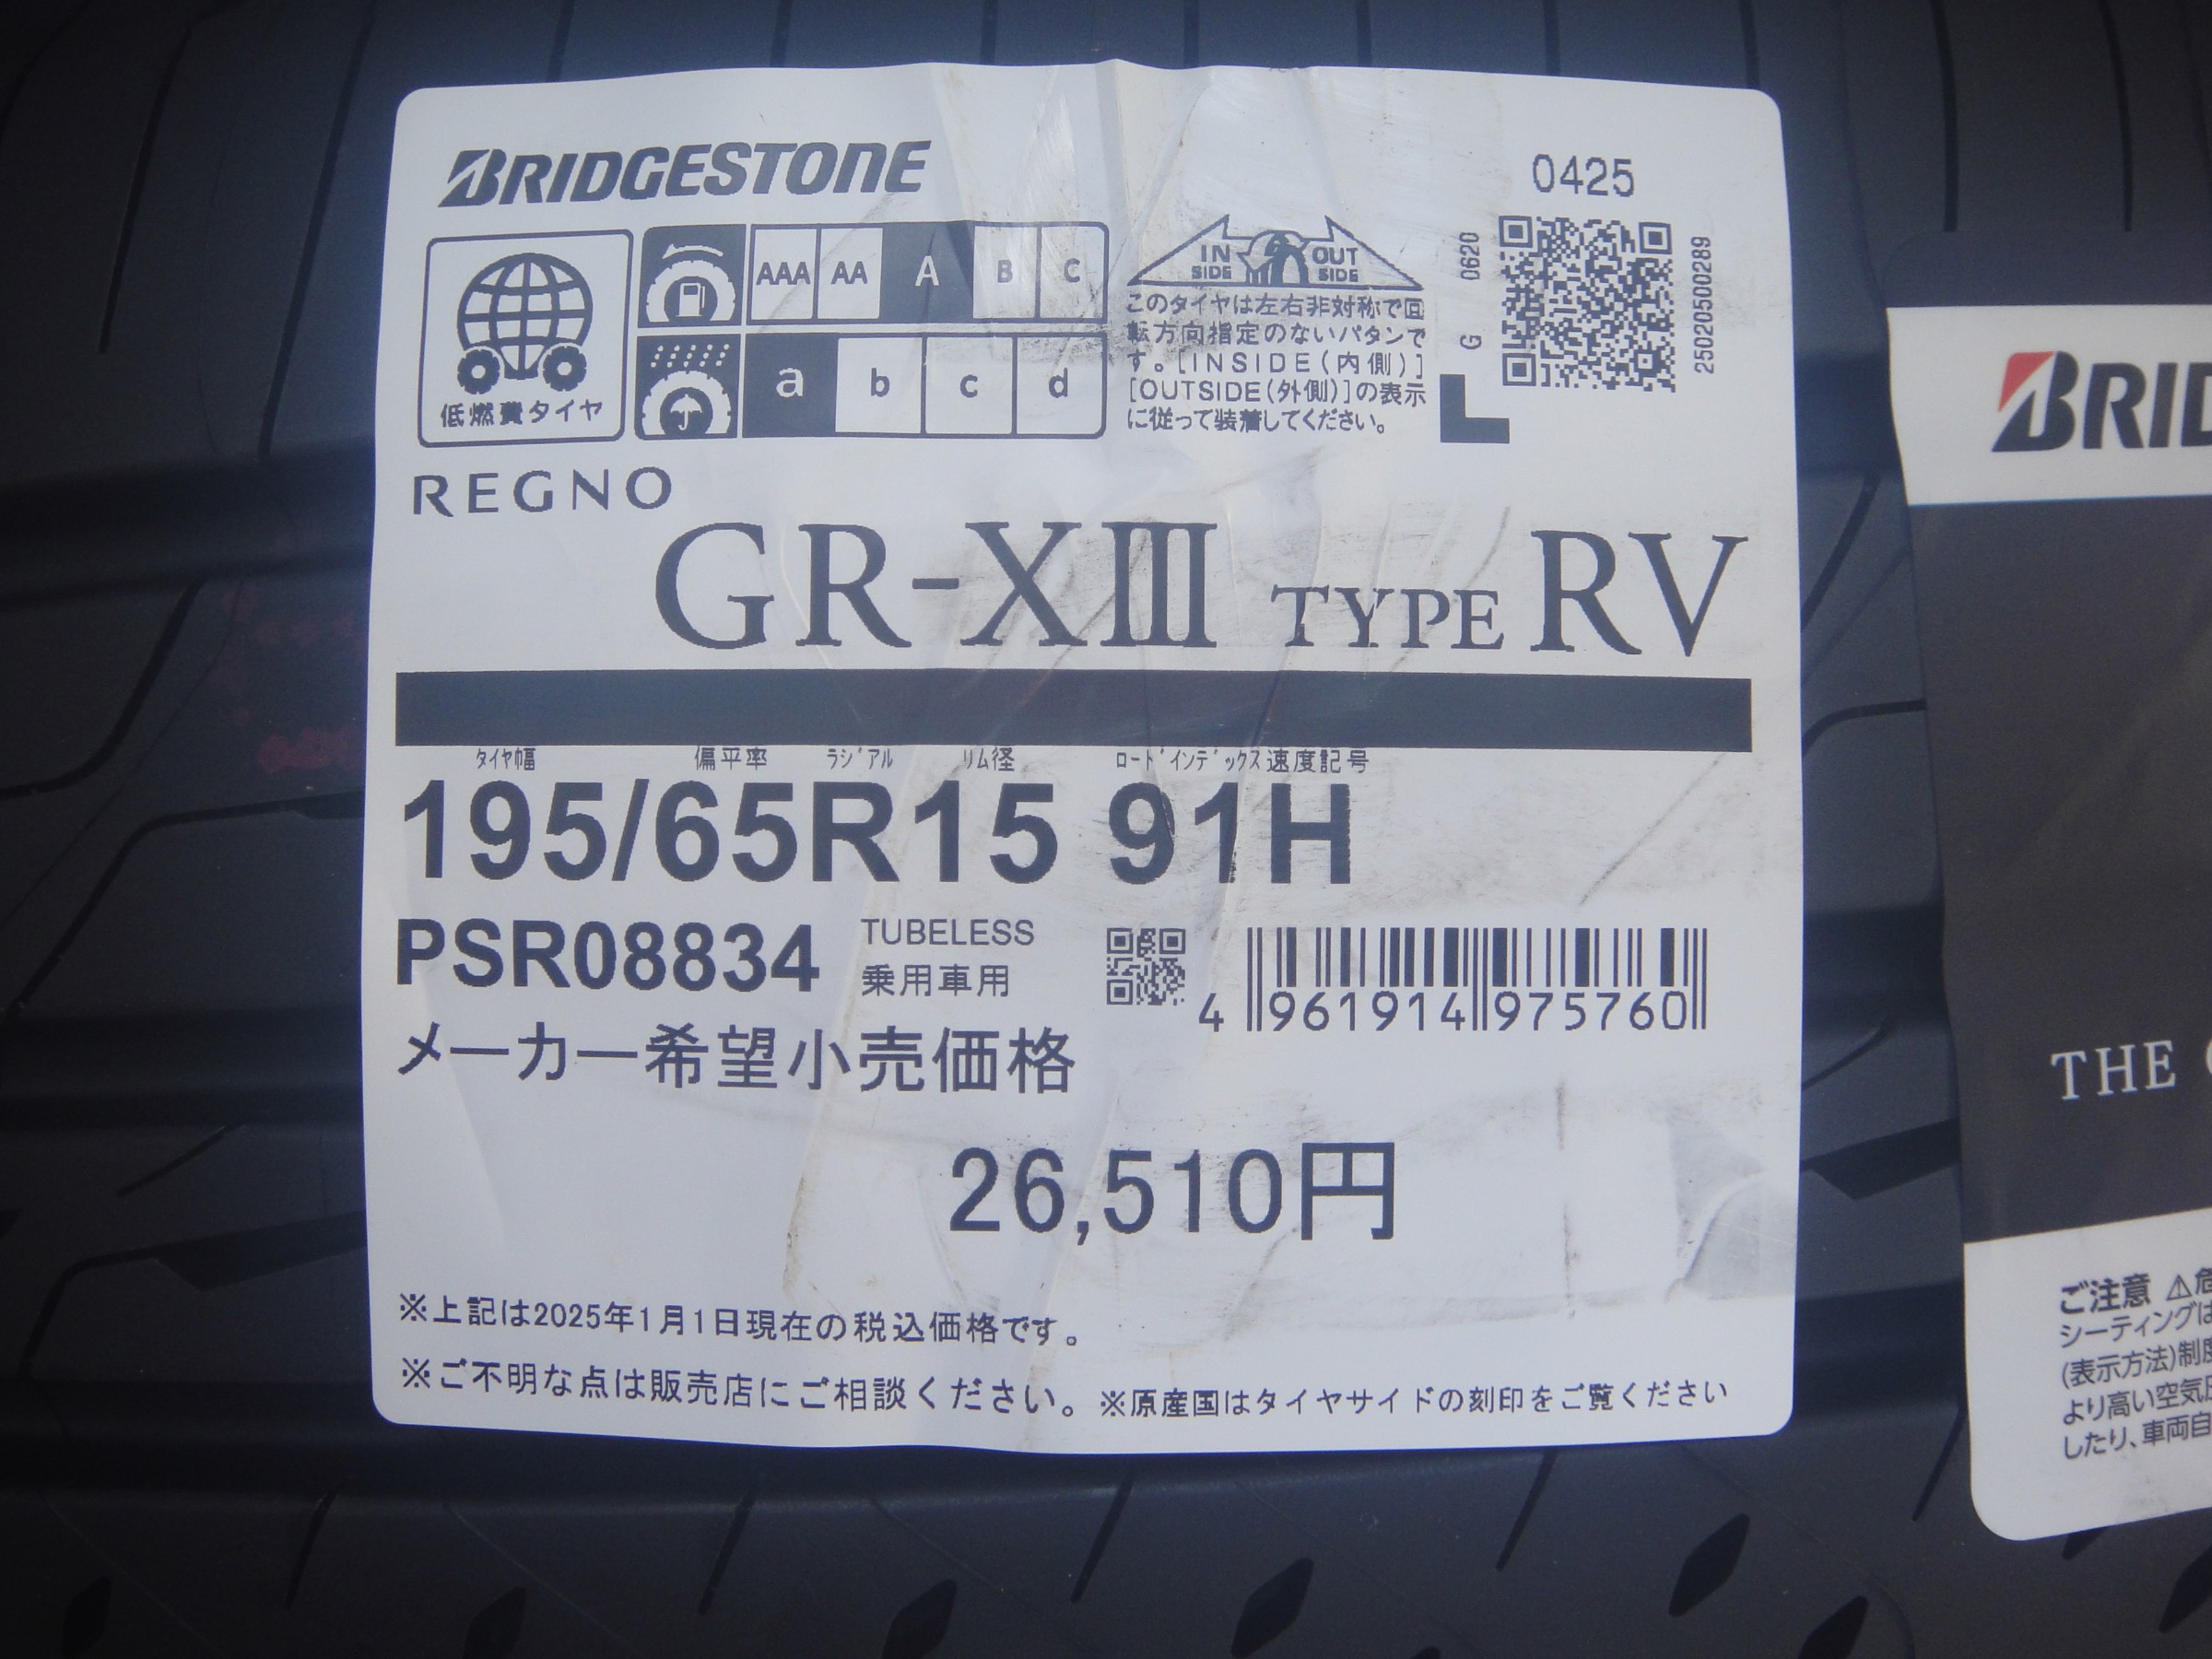 BRIDGESTONE
低燃費タイヤ
AAA AA A B C
a b c d
IN SIDE OUT SIDE
このタイヤは左右非対称で回
転方向指定のないパタンで
す。[INSIDE(内側)]
[OUTSIDE(外側)]の表示
に従って装着してください。
0425
G 0620
L
250205000289
REGNO
GR-XⅢ TYPE RV
タイヤ幅 偏平率 ラジアル リム径 ロードインデックス 速度記号
195/65R15 91H
PSR08834
TUBELESS
乗用車用
4 961914 975760
メーカー希望小売価格
26,510円
※上記は2025年1月1日現在の税込価格です。
※ご不明な点は販売店にご相談ください。 ※原産国はタイヤサイドの刻印をご覧ください
BRID
THE
ご注意 ⚠危
シーティングは
(表示方法)制度
より高い空気圧
したり、車両自